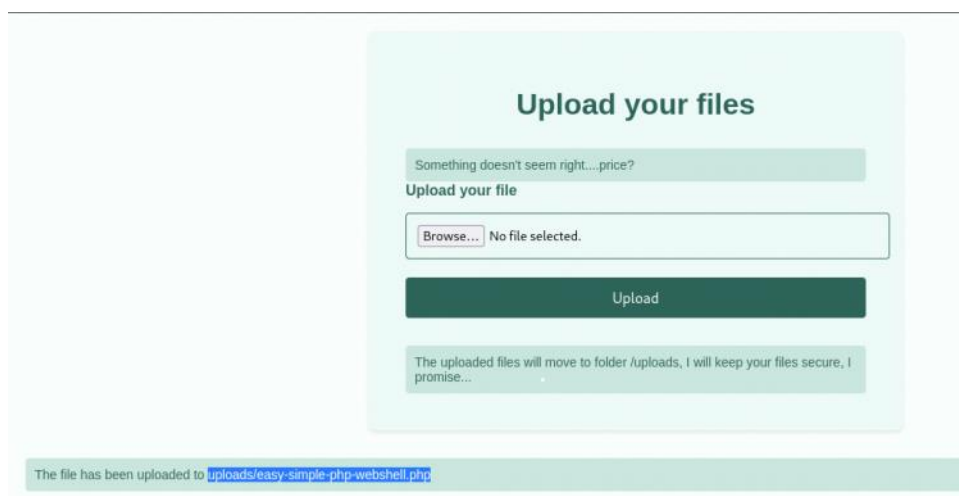 Upload your files
Something doesn't seem right....price?
Upload your file
Browse... No file selected.
Upload
The uploaded files will move to folder /uploads, I will keep your files secure, I
promise...
The file has been uploaded to uploads/easy-simple-php-webshell.php